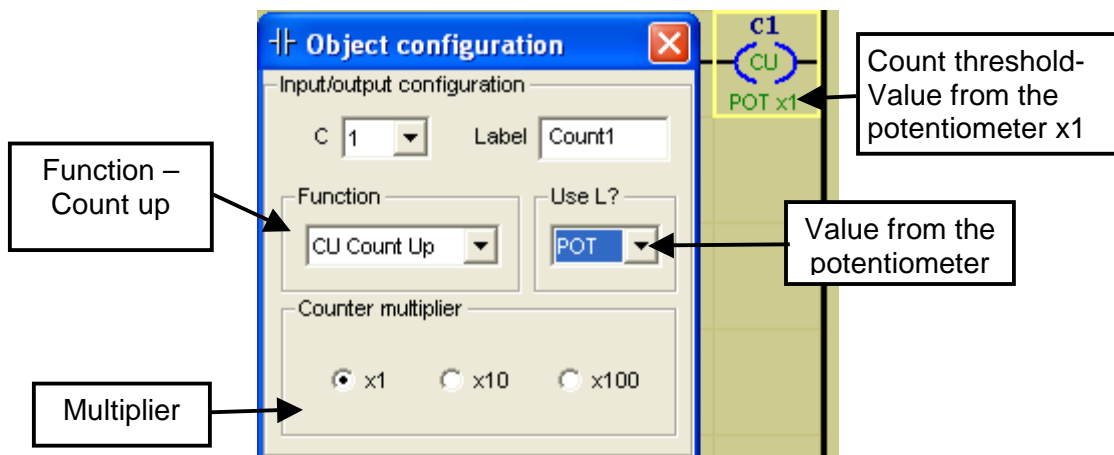 Object configuration
C1
CU
POT x1
Count threshold-
Value from the
potentiometer x1
Input/output configuration
C 1 Label Count1
Function –
Count up
Function
CU Count Up
Use L?
POT
Value from the
potentiometer
Counter multiplier
x1 x10 x100
Multiplier